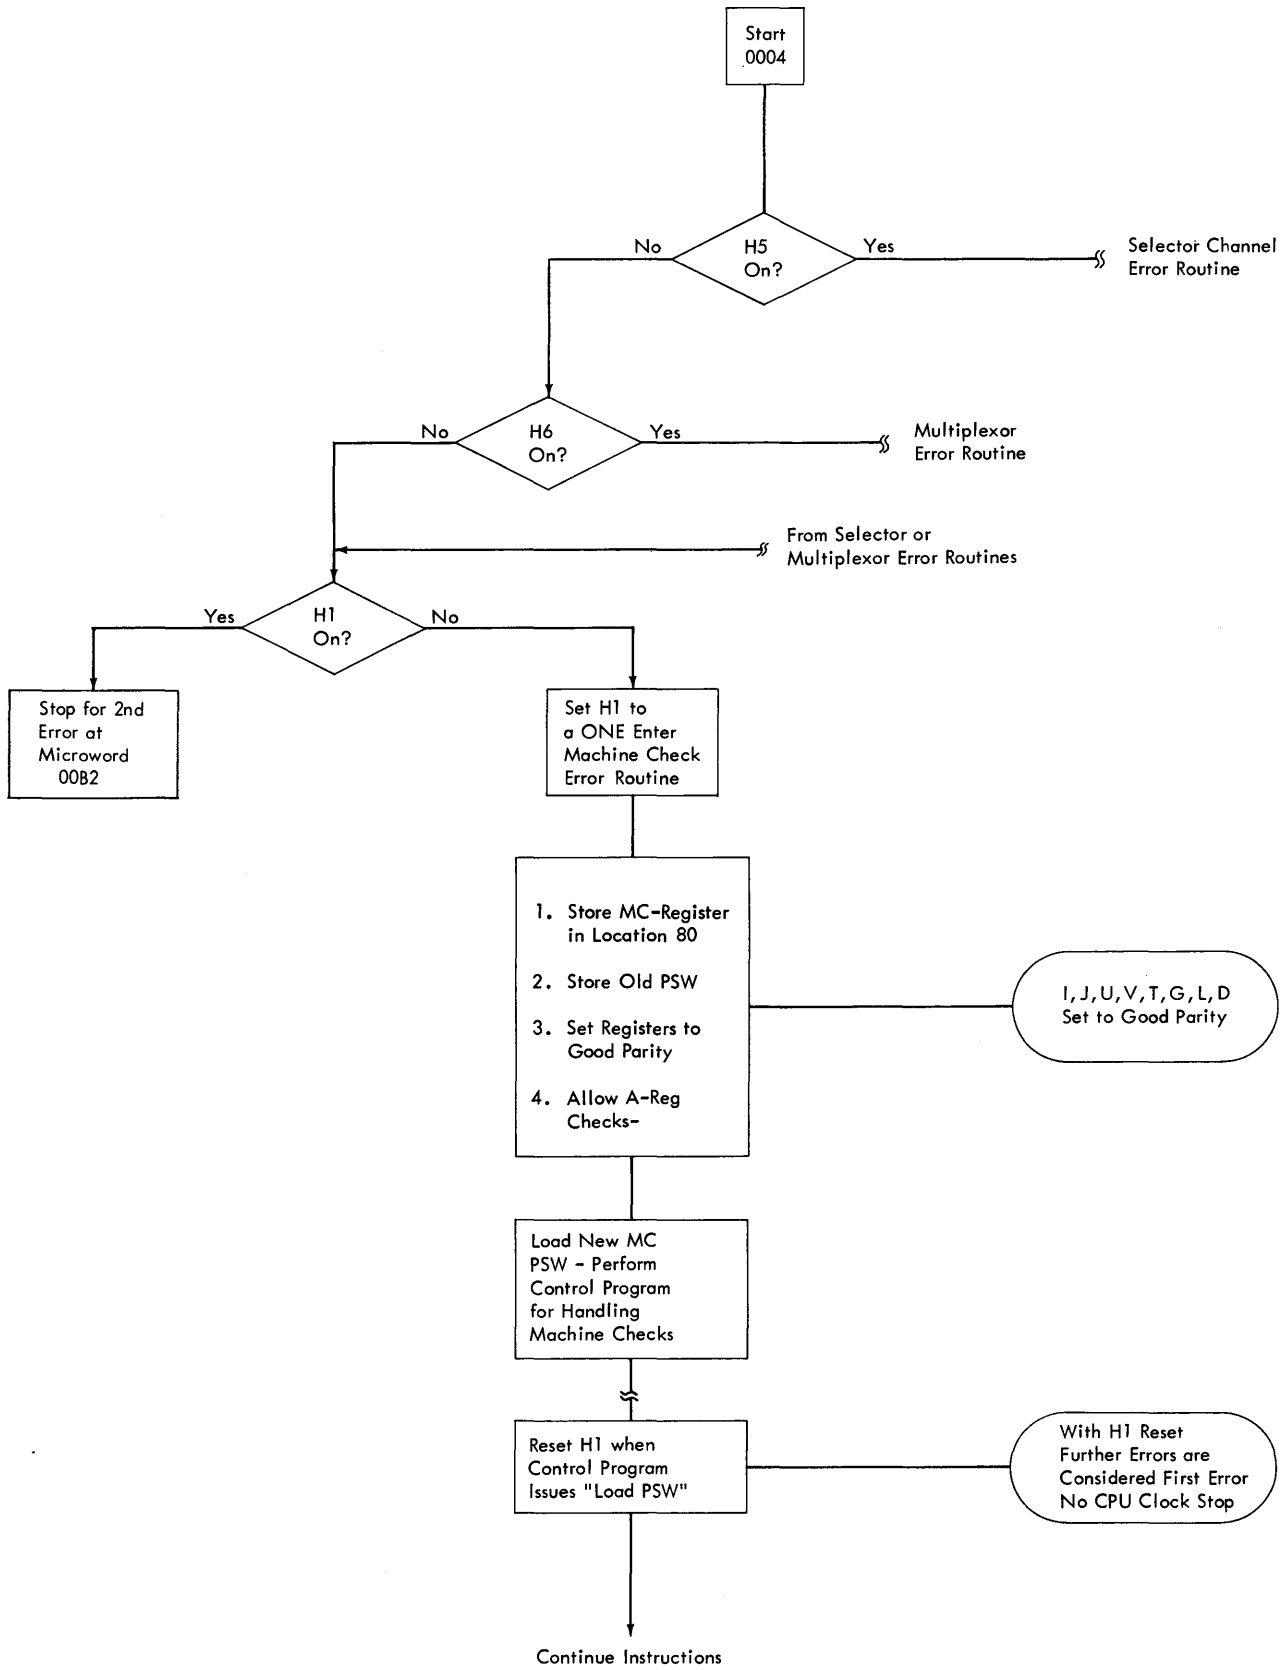 Start
0004
No
H5
On?
Yes
Selector Channel
Error Routine
No
H6
On?
Yes
Multiplexor
Error Routine
From Selector or
Multiplexor Error Routines
Yes
H1
On?
No
Stop for 2nd
Error at
Microword
00B2
Set H1 to
a ONE Enter
Machine Check
Error Routine
1. Store MC-Register
in Location 80
2. Store Old PSW
3. Set Registers to
Good Parity
4. Allow A-Reg
Checks-
I,J,U,V,T,G,L,D
Set to Good Parity
Load New MC
PSW - Perform
Control Program
for Handling
Machine Checks
Reset H1 when
Control Program
Issues "Load PSW"
With H1 Reset
Further Errors are
Considered First Error
No CPU Clock Stop
Continue Instructions